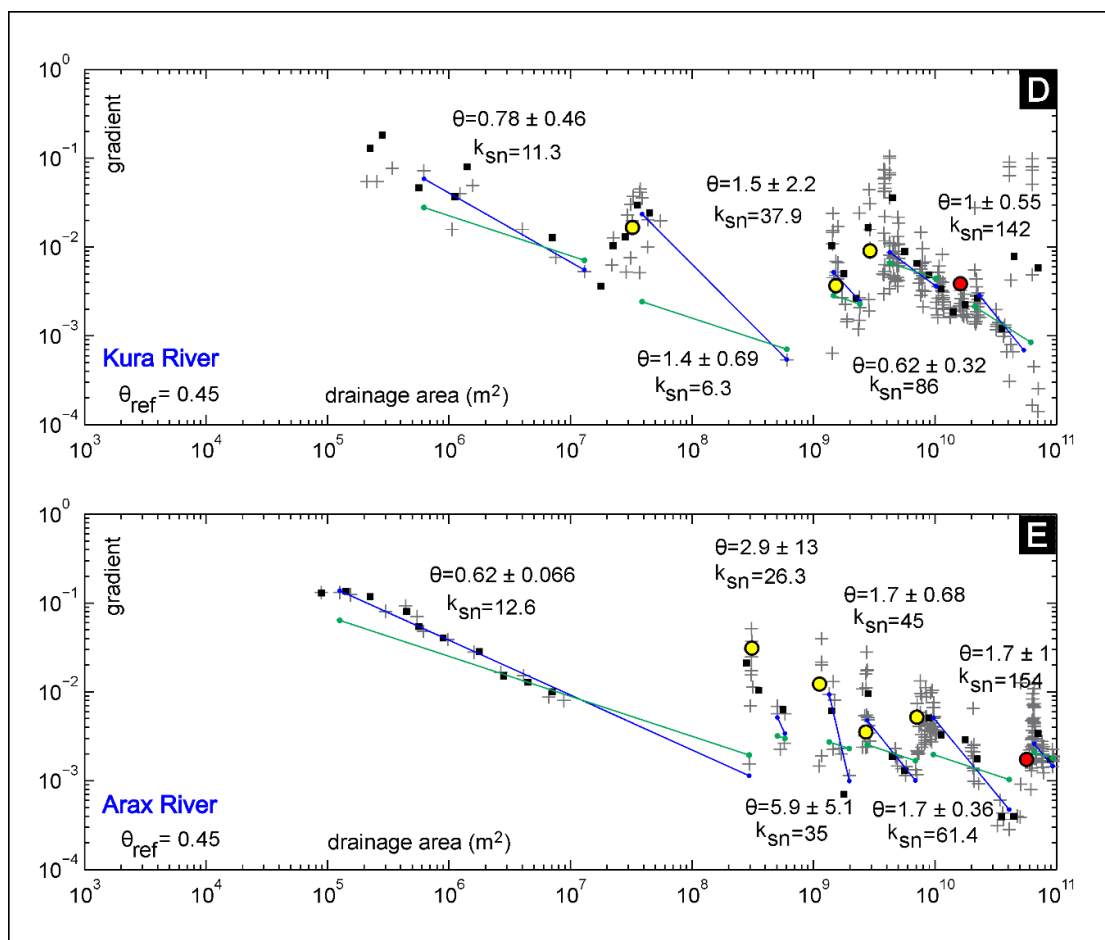 D
10⁰
10⁻¹
10⁻²
10⁻³
10⁻⁴
gradient
θ=0.78 ± 0.46
k_sn=11.3
θ=1.5 ± 2.2
k_sn=37.9
θ=1 ± 0.55
k_sn=142
θ=1.4 ± 0.69
k_sn=6.3
θ=0.62 ± 0.32
k_sn=86
Kura River
θ_ref= 0.45
drainage area (m²)
10³ 10⁴ 10⁵ 10⁶ 10⁷ 10⁸ 10⁹ 10¹⁰ 10¹¹
E
10⁰
10⁻¹
10⁻²
10⁻³
10⁻⁴
gradient
θ=0.62 ± 0.066
k_sn=12.6
θ=2.9 ± 13
k_sn=26.3
θ=1.7 ± 0.68
k_sn=45
θ=1.7 ± 1
k_sn=154
θ=5.9 ± 5.1
k_sn=35
θ=1.7 ± 0.36
k_sn=61.4
Arax River
θ_ref= 0.45
drainage area (m²)
10³ 10⁴ 10⁵ 10⁶ 10⁷ 10⁸ 10⁹ 10¹⁰ 10¹¹